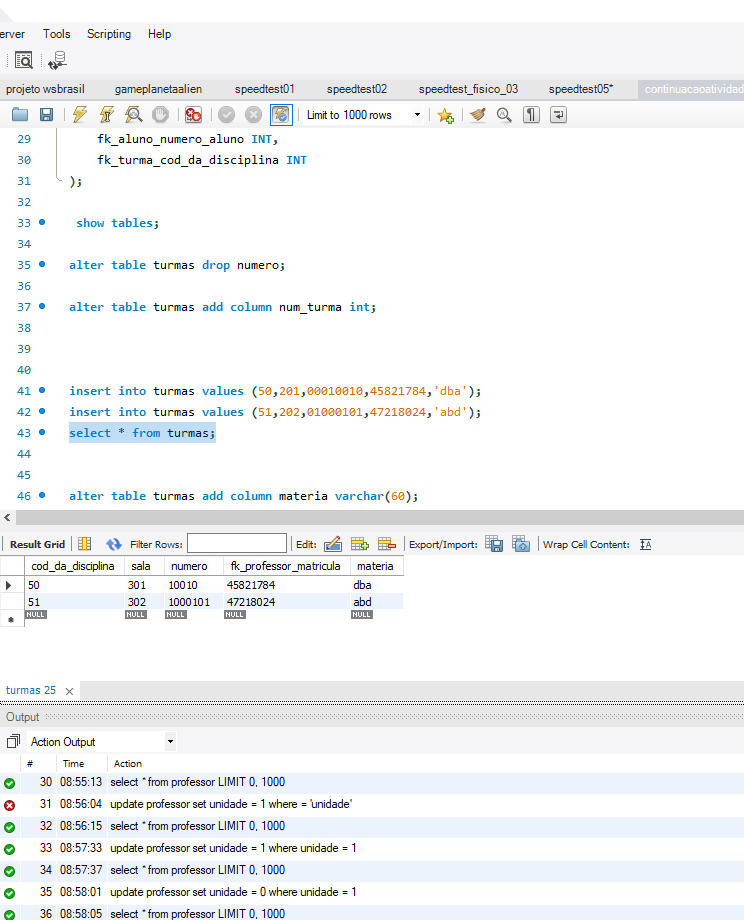 erver Tools Scripting Help
projeto wsbrasil gameplanetaalien speedtest01 speedtest02 speedtest_fisico_03 speedtest05* continuacaoatividad
Limit to 1000 rows
29 fk_aluno_numero_aluno INT,
30 fk_turma_cod_da_disciplina INT
31 );
32
33 show tables;
34
35 alter table turmas drop numero;
36
37 alter table turmas add column num_turma int;
38
39
40
41 insert into turmas values (50,201,00010010,45821784,'dba');
42 insert into turmas values (51,202,01000101,47218024,'abd');
43 select * from turmas;
44
45
46 alter table turmas add column materia varchar(60);
Result Grid Filter Rows: Edit: Export/Import: Wrap Cell Content: IA
cod_da_disciplina sala numero fk_professor_matricula materia
50 301 10010 45821784 dba
51 302 1000101 47218024 abd
NULL NULL NULL NULL NULL
turmas 25
Output
Action Output
# Time Action
30 08:55:13 select * from professor LIMIT 0, 1000
31 08:56:04 update professor set unidade = 1 where = 'unidade'
32 08:56:15 select * from professor LIMIT 0, 1000
33 08:57:33 update professor set unidade = 1 where unidade = 1
34 08:57:37 select * from professor LIMIT 0, 1000
35 08:58:01 update professor set unidade = 0 where unidade = 1
36 08:58:05 select * from professor LIMIT 0, 1000